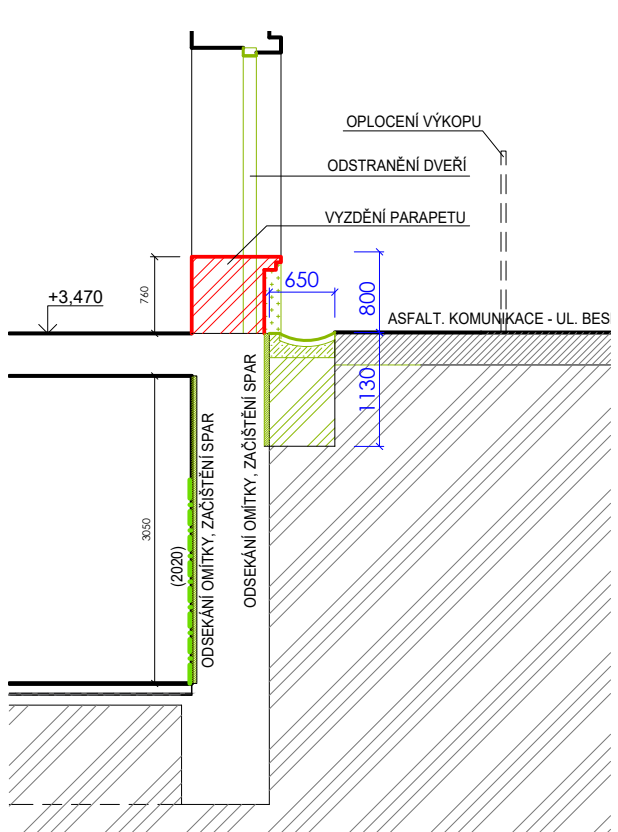 OPLOCENÍ VÝKOPU
ODSTRANĚNÍ DVEŘÍ
VYZDĚNÍ PARAPETU
+3,470
760
650
800
ASFALT. KOMUNIKACE - UL. BES
1130
ODSEKÁNÍ OMÍTKY, ZAČIŠTĚNÍ SPAR
ODSEKÁNÍ OMÍTKY, ZAČIŠTĚNÍ SPAR
(2020)
3050